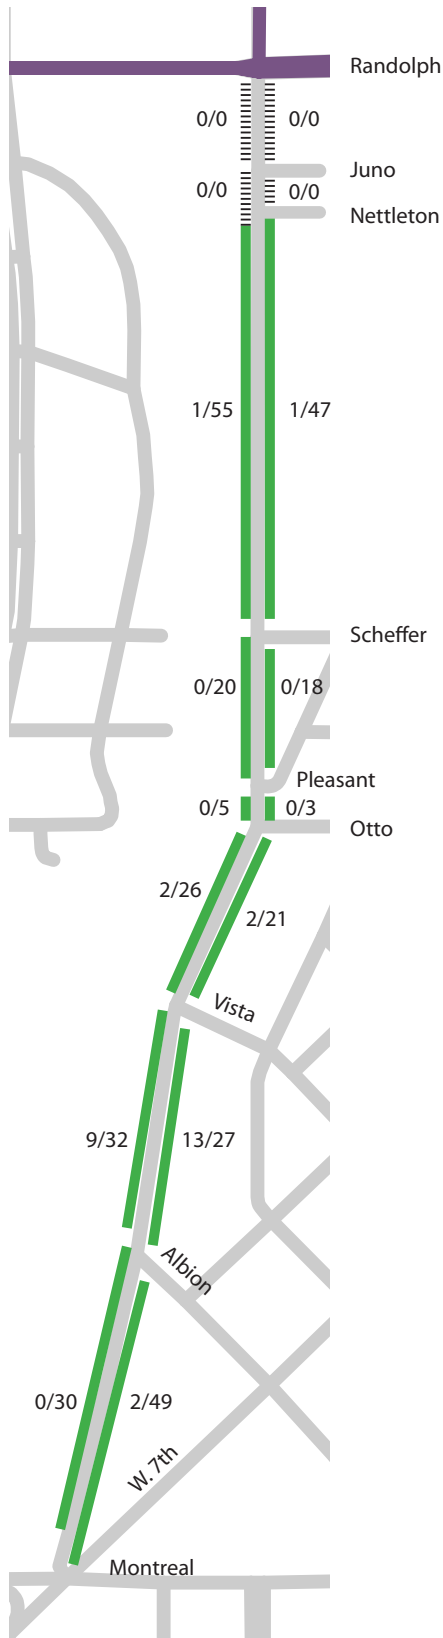 Randolph
0/0
0/0
Juno
0/0
0/0
Nettleton
1/55
1/47
Scheffer
0/20
0/18
Pleasant
0/5
0/3
Otto
2/26
2/21
Vista
9/32
13/27
Albion
0/30
2/49
W. 7th
Montreal